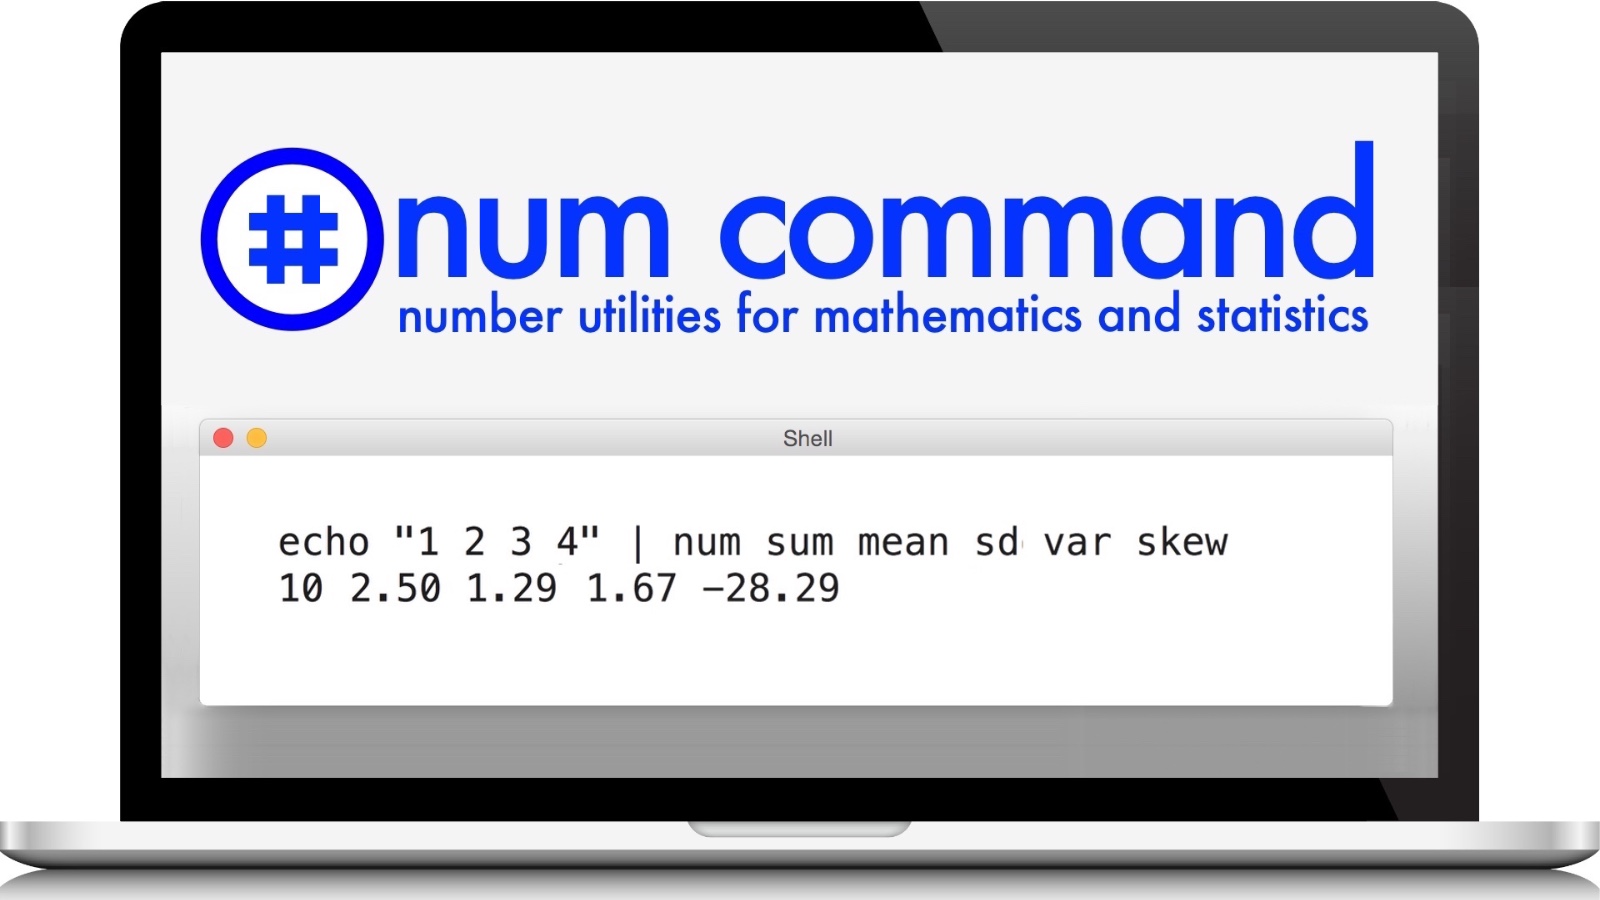 # num command
number utilities for mathematics and statistics
Shell
echo "1 2 3 4" | num sum mean sd var skew
10 2.50 1.29 1.67 −28.29